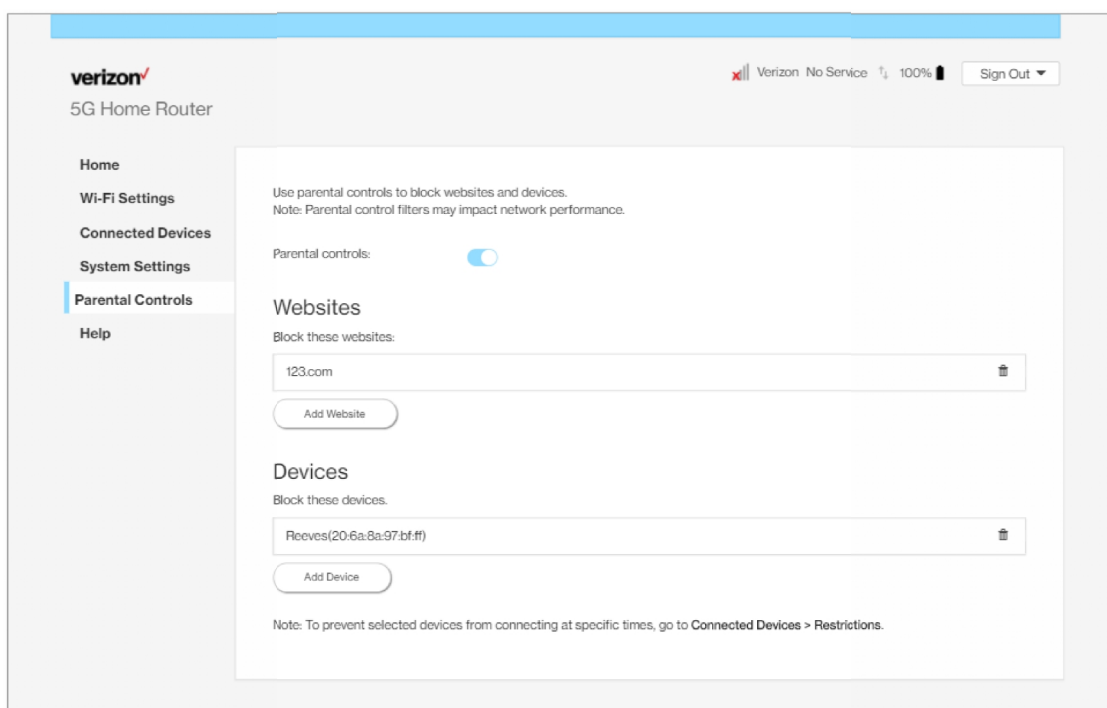 verizon
Verizon No Service 100% Sign Out
5G Home Router
Home
Wi-Fi Settings
Connected Devices
System Settings
Parental Controls
Help
Use parental controls to block websites and devices.
Note: Parental control filters may impact network performance.
Parental controls:
Websites
Block these websites:
123.com
Add Website
Devices
Block these devices.
Reeves(20:6a:8a:97:bf:ff)
Add Device
Note: To prevent selected devices from connecting at specific times, go to Connected Devices > Restrictions.